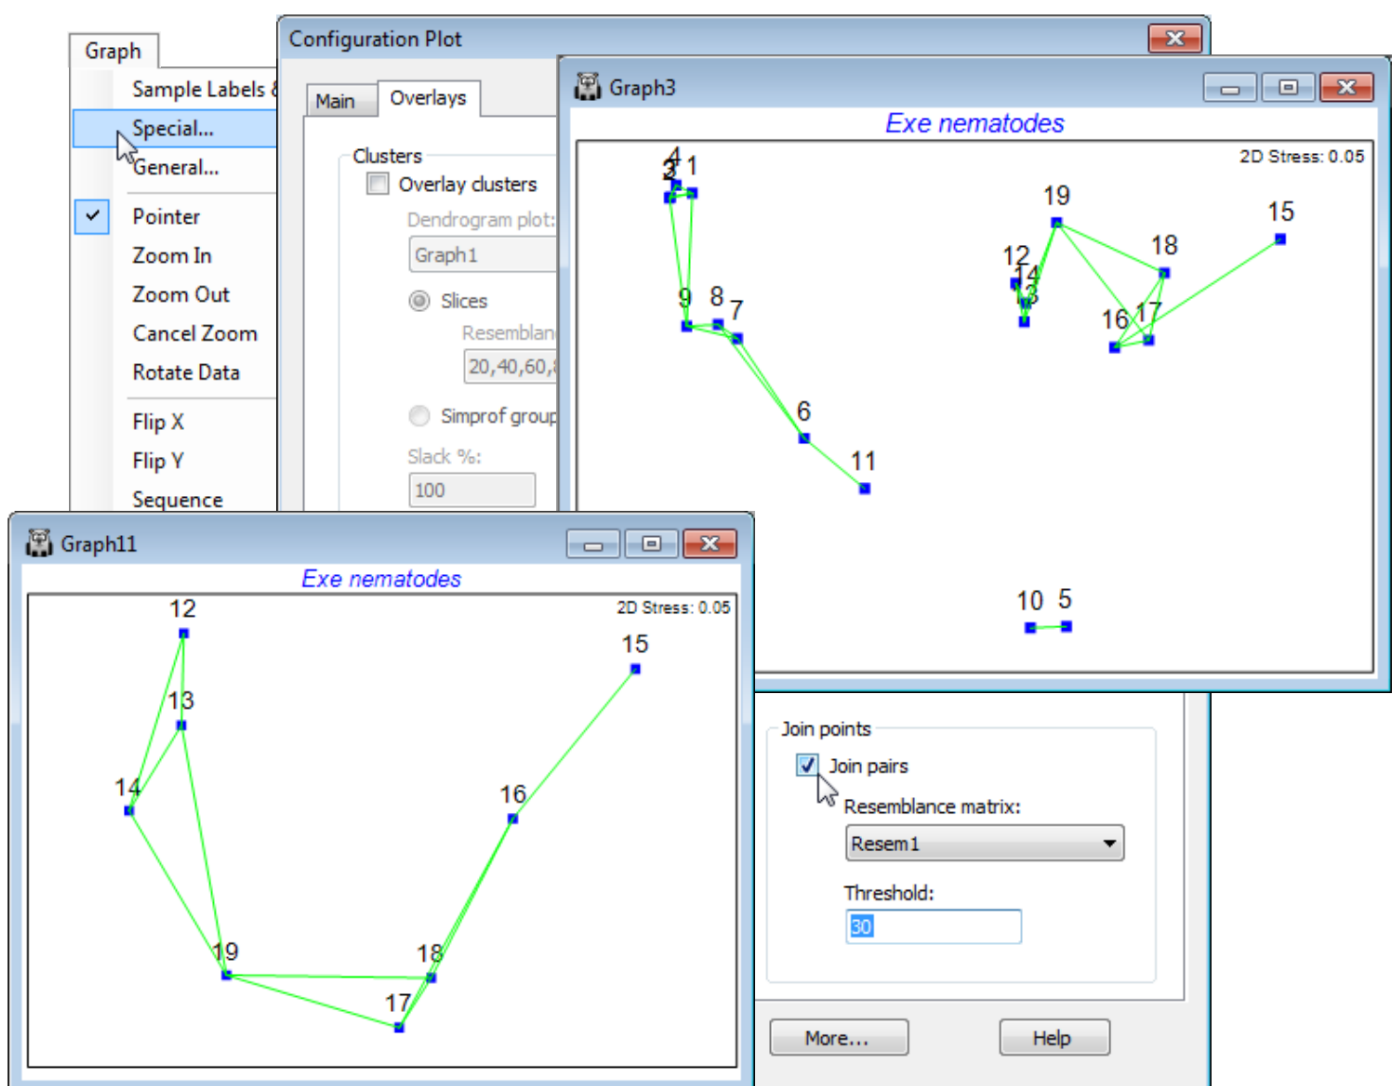 Graph
Sample Labels &
Special...
General...
Pointer
Zoom In
Zoom Out
Cancel Zoom
Rotate Data
Flip X
Flip Y
Sequence
Configuration Plot
Main
Overlays
Clusters
Overlay clusters
Dendrogram plot:
Graph1
Slices
Resemblan
20,40,60,
Simprof group
Slack %:
100
Graph3
Exe nematodes
2D Stress: 0.05
4
2
1
19
15
18
12
14
13
9
8
7
16
17
6
11
10
5
Graph11
Exe nematodes
2D Stress: 0.05
12
15
13
14
16
19
18
17
Join points
Join pairs
Resemblance matrix:
Resem1
Threshold:
30
More...
Help